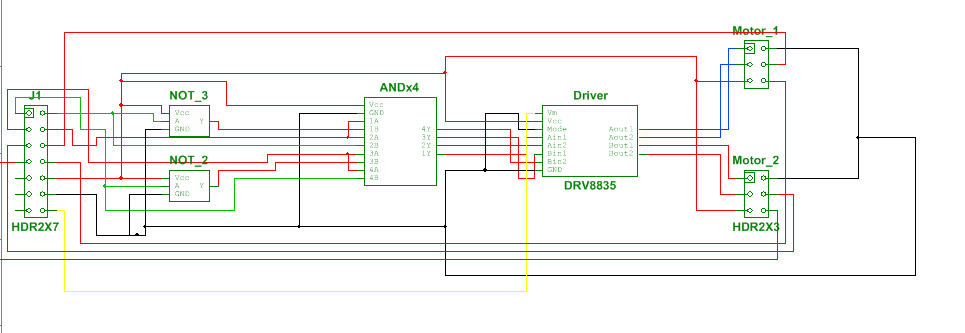 Motor_1
J1
NOT_3
Vcc
A Y
GND
NOT_2
Vcc
A Y
GND
HDR2X7
ANDx4
Vcc
GND
1A
1B
2A 4Y
2B 3Y
3A 2Y
3B 1Y
4A
4B
Driver
Vm
Vcc
Mode Aout1
Ain1 Aout2
Ain2 Bout1
Bin1 Bout2
Bin2
GND
DRV8835
Motor_2
HDR2X3